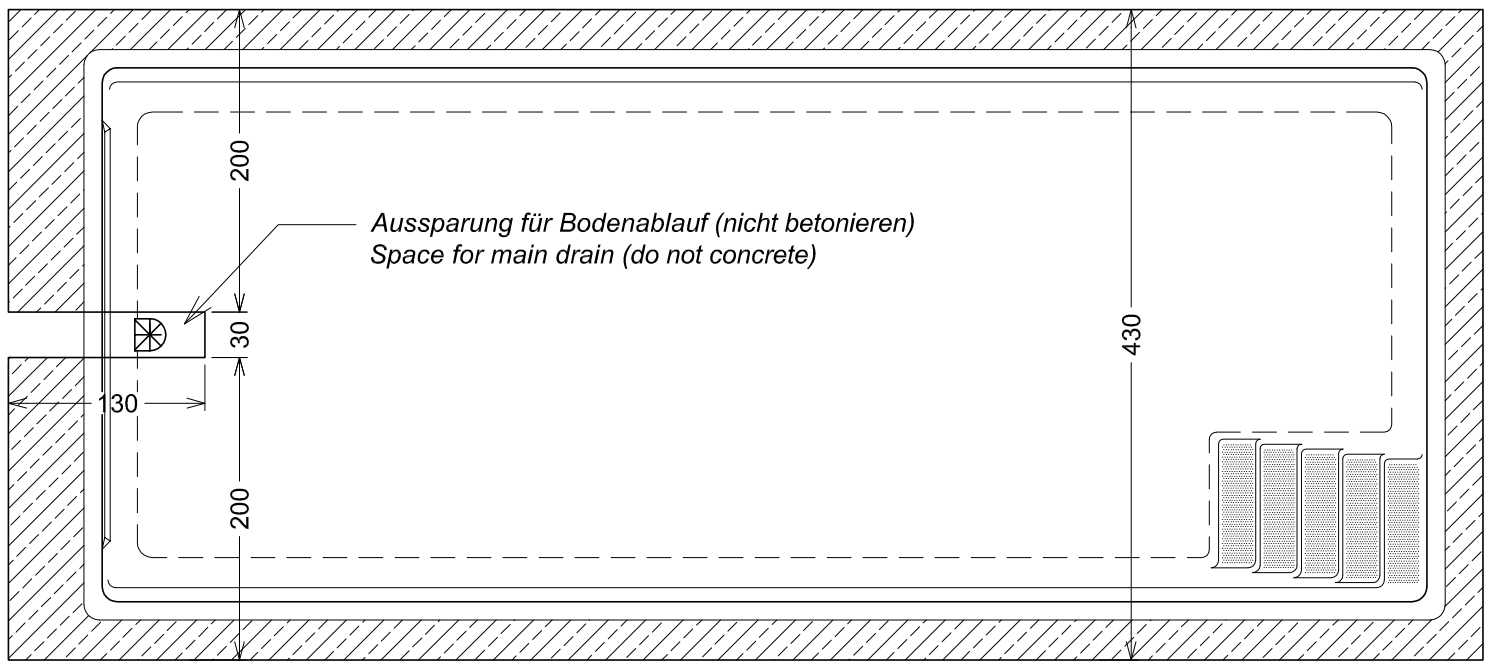 200
Aussparung für Bodenablauf (nicht betonieren)
Space for main drain (do not concrete)
30
430
130
200